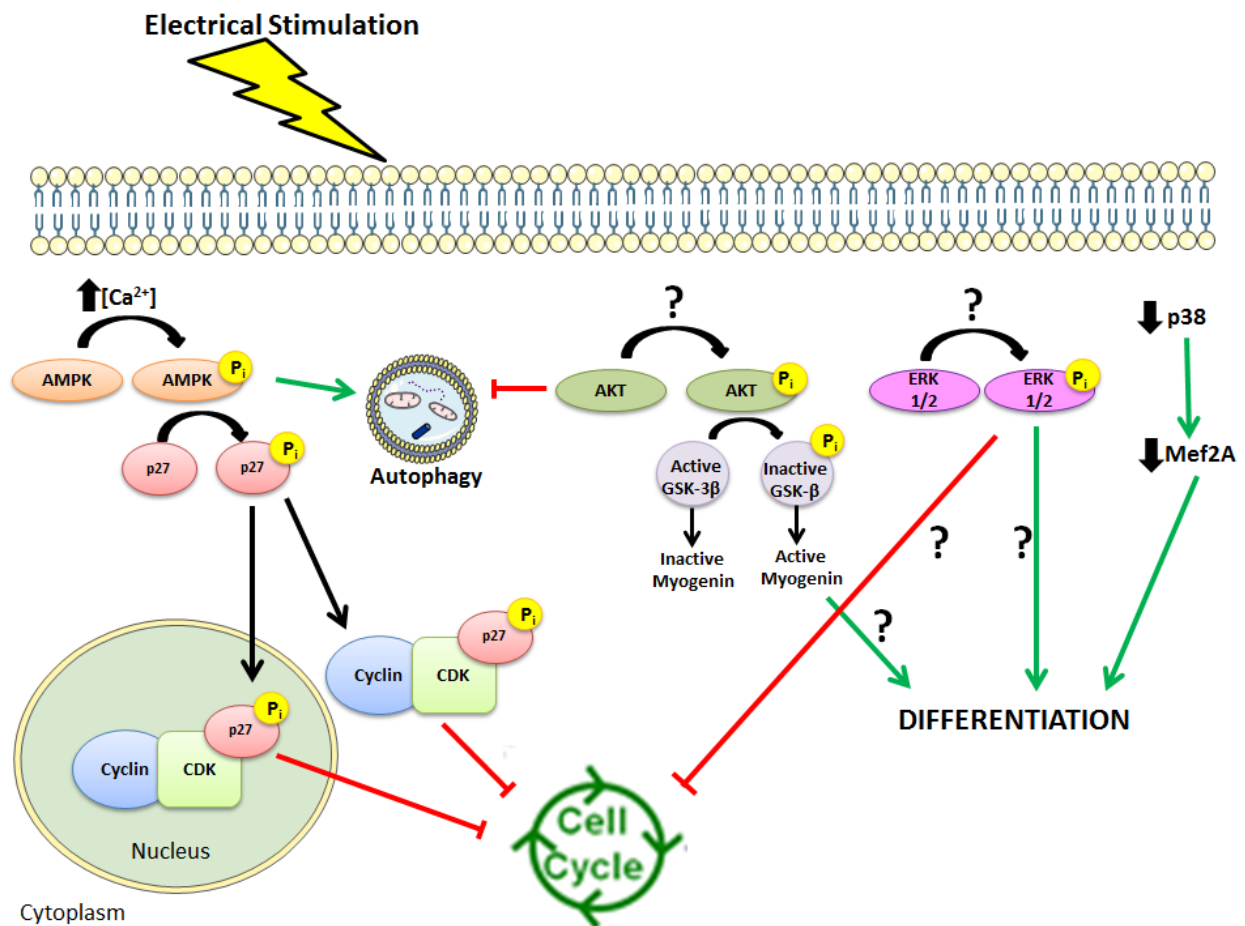 Electrical Stimulation
[Ca²⁺]
AMPK
AMPK
Pi
p27
p27
Pi
Autophagy
?
AKT
AKT
Pi
Active
GSK-3β
Inactive
GSK-β
Pi
Inactive
Myogenin
Active
Myogenin
?
?
ERK
1/2
ERK
1/2
Pi
?
?
p38
Mef2A
DIFFERENTIATION
Cyclin
CDK
p27
Pi
Cyclin
CDK
p27
Pi
Nucleus
Cytoplasm
Cell
Cycle